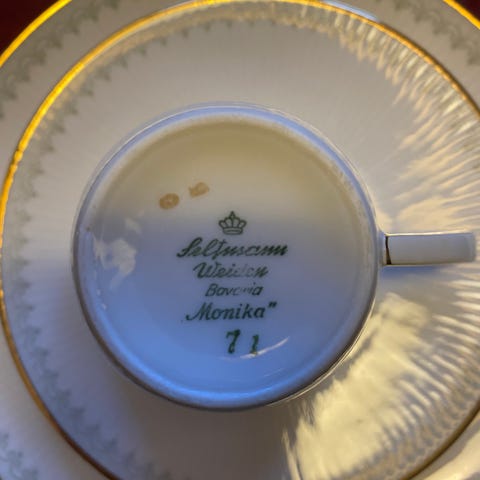 Seltmann
Weiden
Bavaria
„Monika"
71